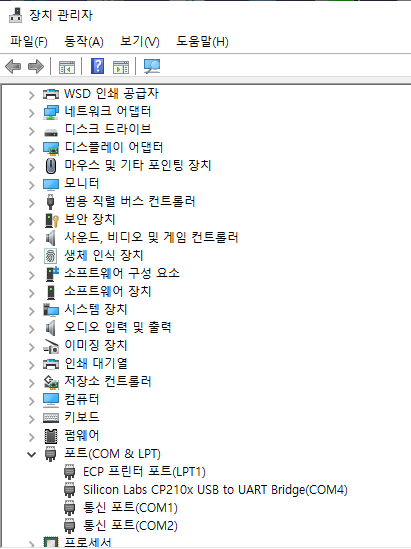 장치 관리자
파일(F) 동작(A) 보기(V) 도움말(H)
WSD 인쇄 공급자
네트워크 어댑터
디스크 드라이브
디스플레이 어댑터
마우스 및 기타 포인팅 장치
모니터
범용 직렬 버스 컨트롤러
보안 장치
사운드, 비디오 및 게임 컨트롤러
생체 인식 장치
소프트웨어 구성 요소
소프트웨어 장치
시스템 장치
오디오 입력 및 출력
이미징 장치
인쇄 대기열
저장소 컨트롤러
컴퓨터
키보드
펌웨어
포트(COM & LPT)
ECP 프린터 포트(LPT1)
Silicon Labs CP210x USB to UART Bridge(COM4)
통신 포트(COM1)
통신 포트(COM2)
프로세서